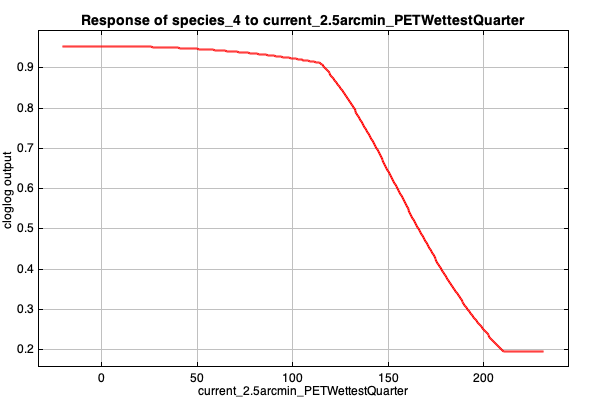 Response of species_4 to current_2.5arcmin_PETWettestQuarter
cloglog output
0.9
0.8
0.7
0.6
0.5
0.4
0.3
0.2
0 50 100 150 200
current_2.5arcmin_PETWettestQuarter